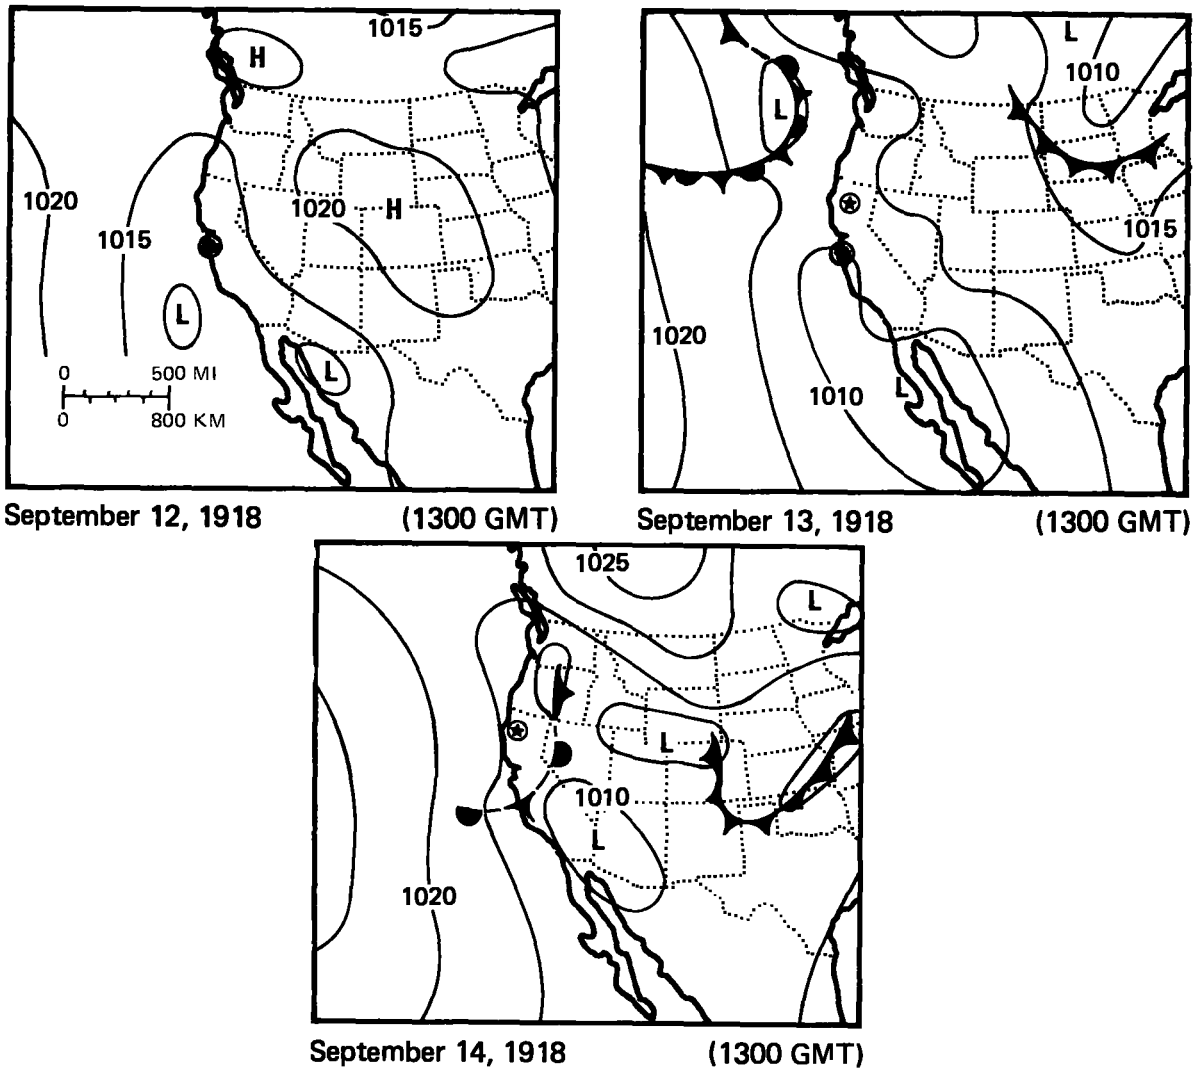 1015
H
1020
1015
1020
H
L
L
0 500 MI
0 800 KM
September 12, 1918 (1300 GMT)
L
1010
L
1015
1020
1010
L
September 13, 1918 (1300 GMT)
1025
L
L
1010
L
1020
September 14, 1918 (1300 GMT)